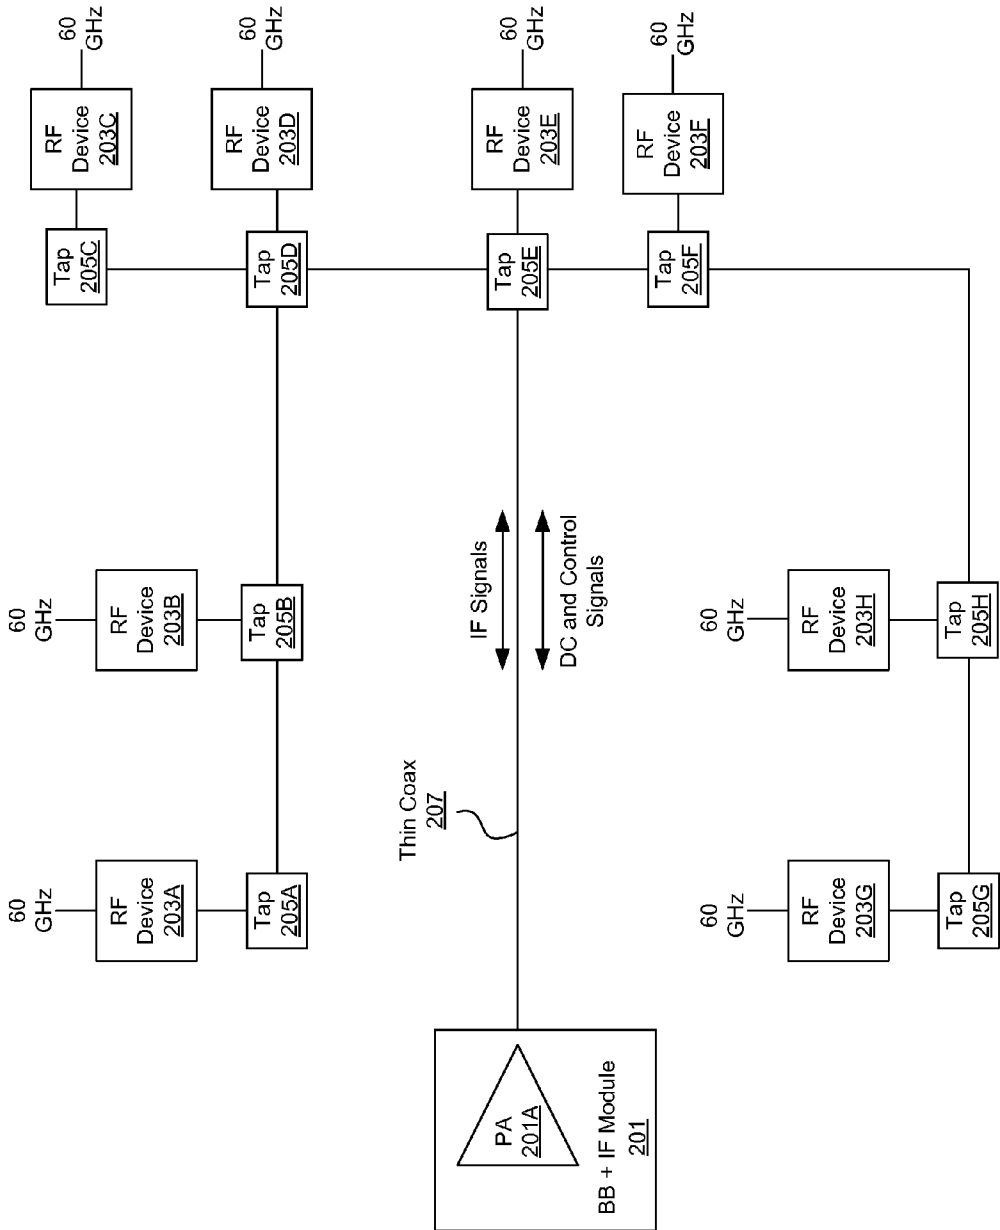 60
GHz
RF
Device
203A
Tap
205A
60
GHz
RF
Device
203B
Tap
205B
60
GHz
RF
Device
203C
Tap
205C
60
GHz
RF
Device
203D
Tap
205D
60
GHz
RF
Device
203E
Tap
205E
60
GHz
RF
Device
203F
Tap
205F
IF Signals
DC and Control
Signals
Thin Coax
207
PA
201A
BB + IF Module
201
60
GHz
RF
Device
203G
Tap
205G
60
GHz
RF
Device
203H
Tap
205H